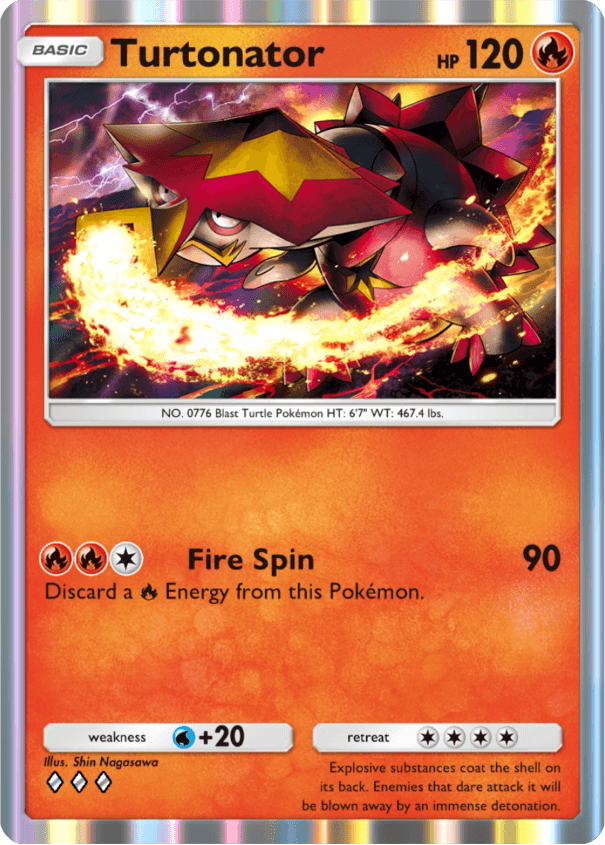 BASIC Turtonator HP 120
NO. 0776 Blast Turtle Pokémon HT: 6'7" WT: 467.4 lbs.
Fire Spin 90
Discard a Energy from this Pokémon.
weakness +20 retreat
Illus. Shin Nagasawa
Explosive substances coat the shell on
its back. Enemies that dare attack it will
be blown away by an immense detonation.